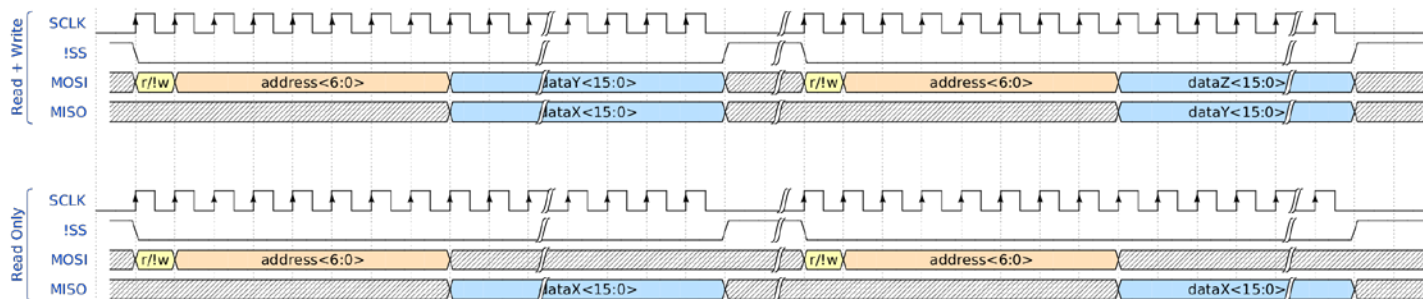 Read + Write
SCLK
!SS
MOSI r/!w address<6:0> dataY<15:0> r/!w address<6:0> dataZ<15:0>
MISO dataX<15:0> dataY<15:0>
Read Only
SCLK
!SS
MOSI r/!w address<6:0> r/!w address<6:0>
MISO dataX<15:0> dataX<15:0>